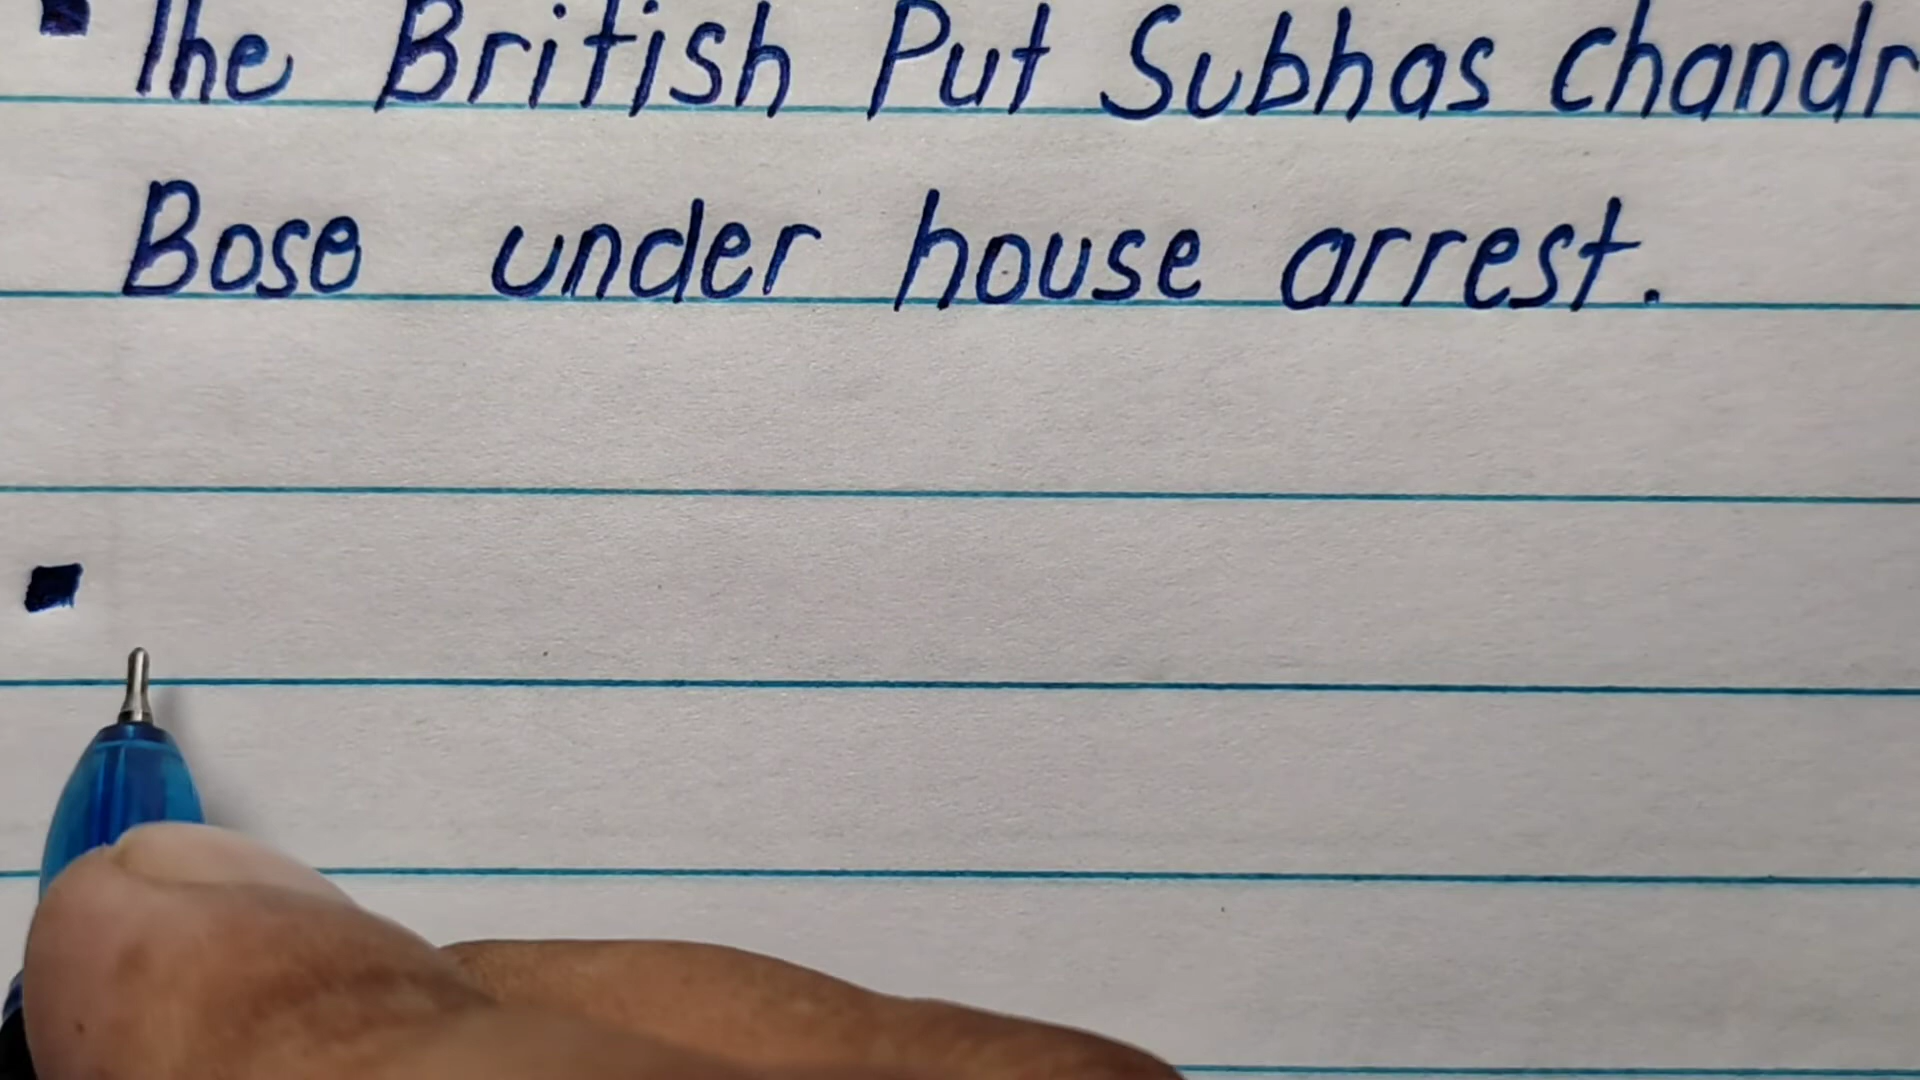 The British Put Subhas Chandr
Bose under house arrest.